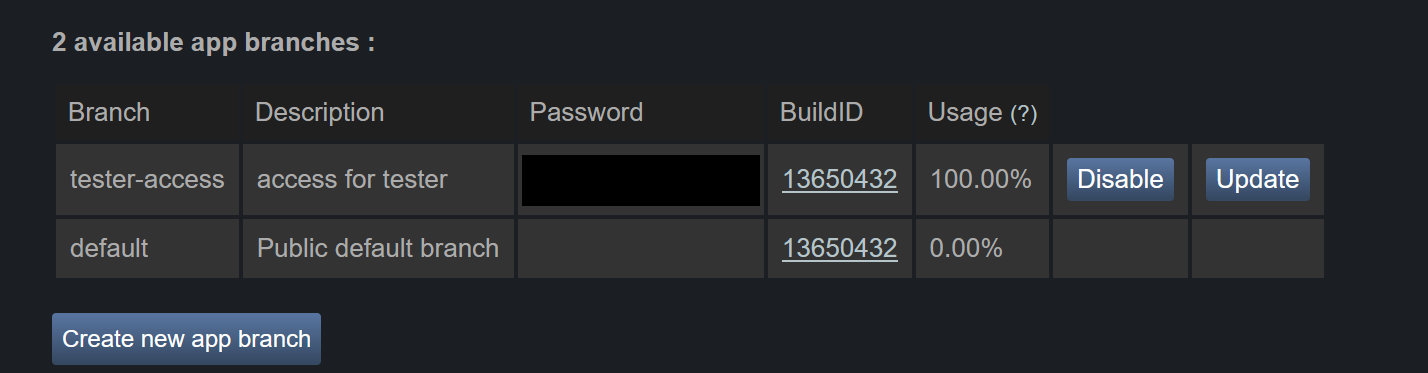 2 available app branches :
Branch Description Password BuildID Usage (?)
tester-access access for tester 13650432 100.00% Disable Update
default Public default branch 13650432 0.00%
Create new app branch